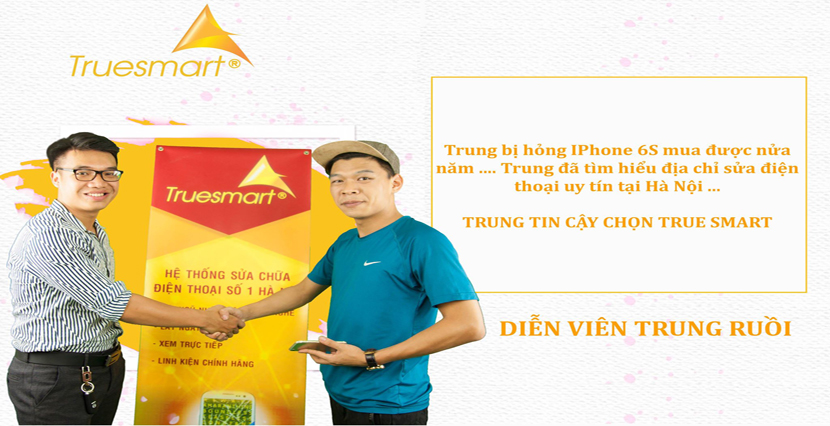 Truesmart®
Trung bị hỏng IPhone 6S mua được nửa
năm .... Trung đã tìm hiểu địa chỉ sửa điện
thoại uy tín tại Hà Nội ...
TRUNG TIN CẬY CHỌN TRUE SMART
DIỄN VIÊN TRUNG RUỒI
Truesmart®
HỆ THỐNG SỬA CHỮA
ĐIỆN THOẠI SỐ 1 HÀ
- XEM TRỰC TIẾP
- LINH KIỆN CHÍNH HÃNG